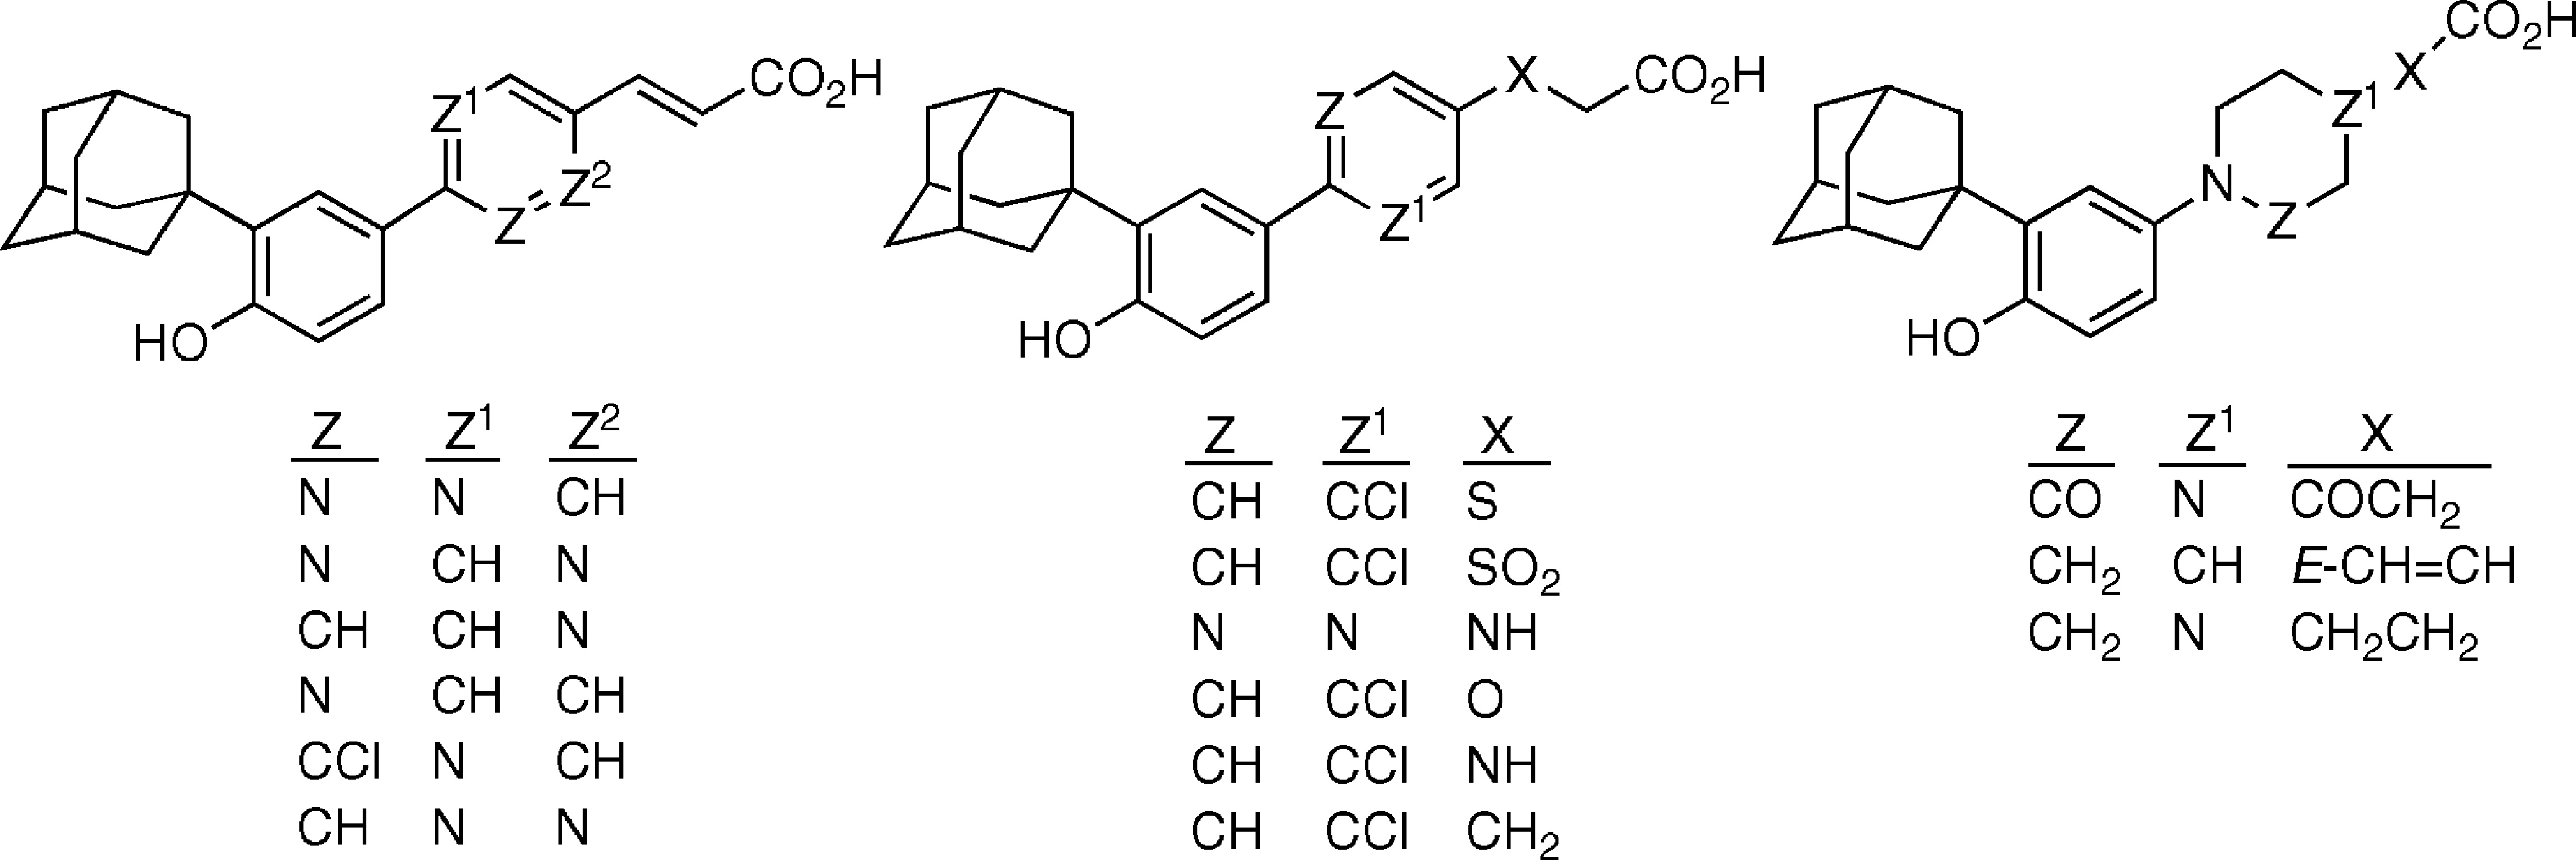 Z¹ CO₂H
Z²
Z
HO
X CO₂H
Z
Z¹
HO
CO₂H
X
Z¹
N
Z
HO
Z Z¹ Z²
N N CH
N CH N
CH CH N
N CH CH
CCl N CH
CH N N
Z Z¹ X
CH CCl S
CH CCl SO₂
N N NH
CH CCl O
CH CCl NH
CH CCl CH₂
Z Z¹ X
CO N COCH₂
CH₂ CH E-CH=CH
CH₂ N CH₂CH₂